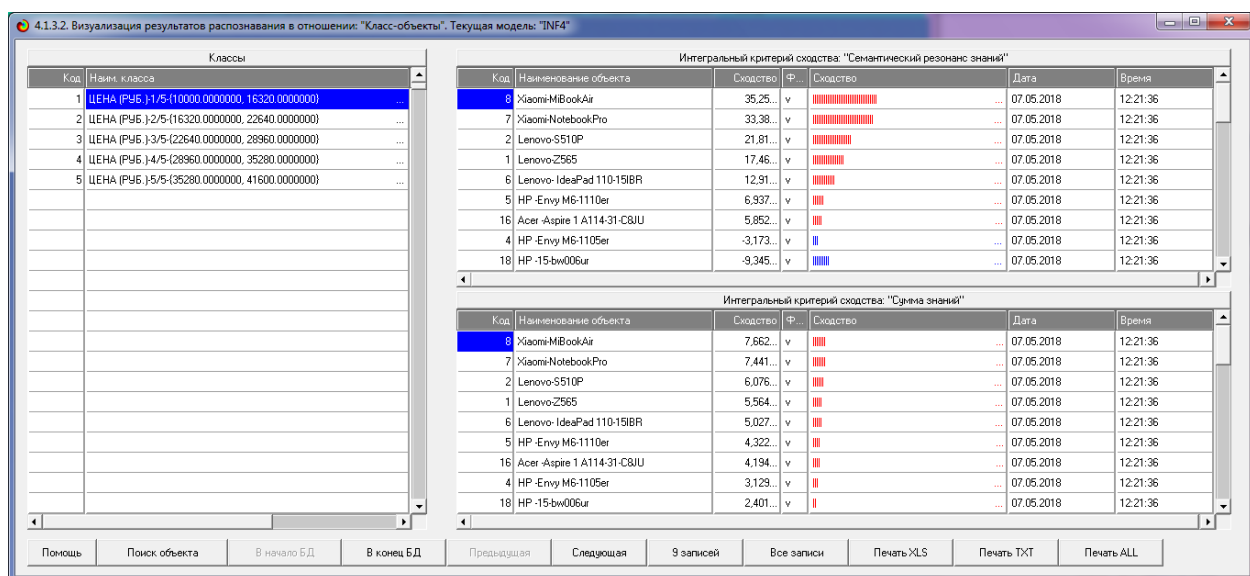 4.1.3.2. Визуализация результатов распознавания в отношении: "Класс-объекты". Текущая модель: "INF4"
Классы
Код Наим. класса
1 ЦЕНА (РУБ.)-1/5-{10000.0000000, 16320.0000000} ...
2 ЦЕНА (РУБ.)-2/5-{16320.0000000, 22640.0000000} ...
3 ЦЕНА (РУБ.)-3/5-{22640.0000000, 28960.0000000} ...
4 ЦЕНА (РУБ.)-4/5-{28960.0000000, 35280.0000000} ...
5 ЦЕНА (РУБ.)-5/5-{35280.0000000, 41600.0000000} ...
Интегральный критерий сходства: "Семантический резонанс знаний"
Код Наименование объекта Сходство Ф... Сходство Дата Время
8 Xiaomi-MiBookAir 35,25... v ... 07.05.2018 12:21:36
7 Xiaomi-NotebookPro 33,38... v ... 07.05.2018 12:21:36
2 Lenovo-S510P 21,81... v ... 07.05.2018 12:21:36
1 Lenovo-Z565 17,46... v ... 07.05.2018 12:21:36
6 Lenovo- IdeaPad 110-15IBR 12,91... v ... 07.05.2018 12:21:36
5 HP -Envy M6-1110er 6,937... v ... 07.05.2018 12:21:36
16 Acer -Aspire 1 A114-31-C8JU 5,852... v ... 07.05.2018 12:21:36
4 HP -Envy M6-1105er -3,173... v ... 07.05.2018 12:21:36
18 HP -15-bw006ur -9,345... v ... 07.05.2018 12:21:36
Интегральный критерий сходства: "Сумма знаний"
Код Наименование объекта Сходство Ф... Сходство Дата Время
8 Xiaomi-MiBookAir 7,662... v ... 07.05.2018 12:21:36
7 Xiaomi-NotebookPro 7,441... v ... 07.05.2018 12:21:36
2 Lenovo-S510P 6,076... v ... 07.05.2018 12:21:36
1 Lenovo-Z565 5,564... v ... 07.05.2018 12:21:36
6 Lenovo- IdeaPad 110-15IBR 5,027... v ... 07.05.2018 12:21:36
5 HP -Envy M6-1110er 4,322... v ... 07.05.2018 12:21:36
16 Acer -Aspire 1 A114-31-C8JU 4,194... v ... 07.05.2018 12:21:36
4 HP -Envy M6-1105er 3,129... v ... 07.05.2018 12:21:36
18 HP -15-bw006ur 2,401... v ... 07.05.2018 12:21:36
Помощь Поиск объекта В начало БД В конец БД Предыдущая Следующая 9 записей Все записи Печать XLS Печать TXT Печать ALL